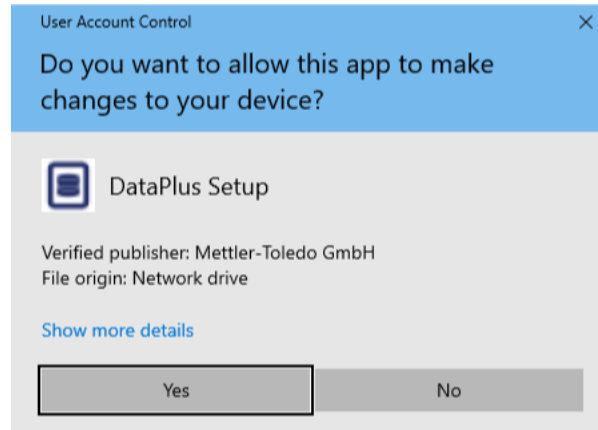 User Account Control
Do you want to allow this app to make
changes to your device?
DataPlus Setup
Verified publisher: Mettler-Toledo GmbH
File origin: Network drive
Show more details
Yes
No